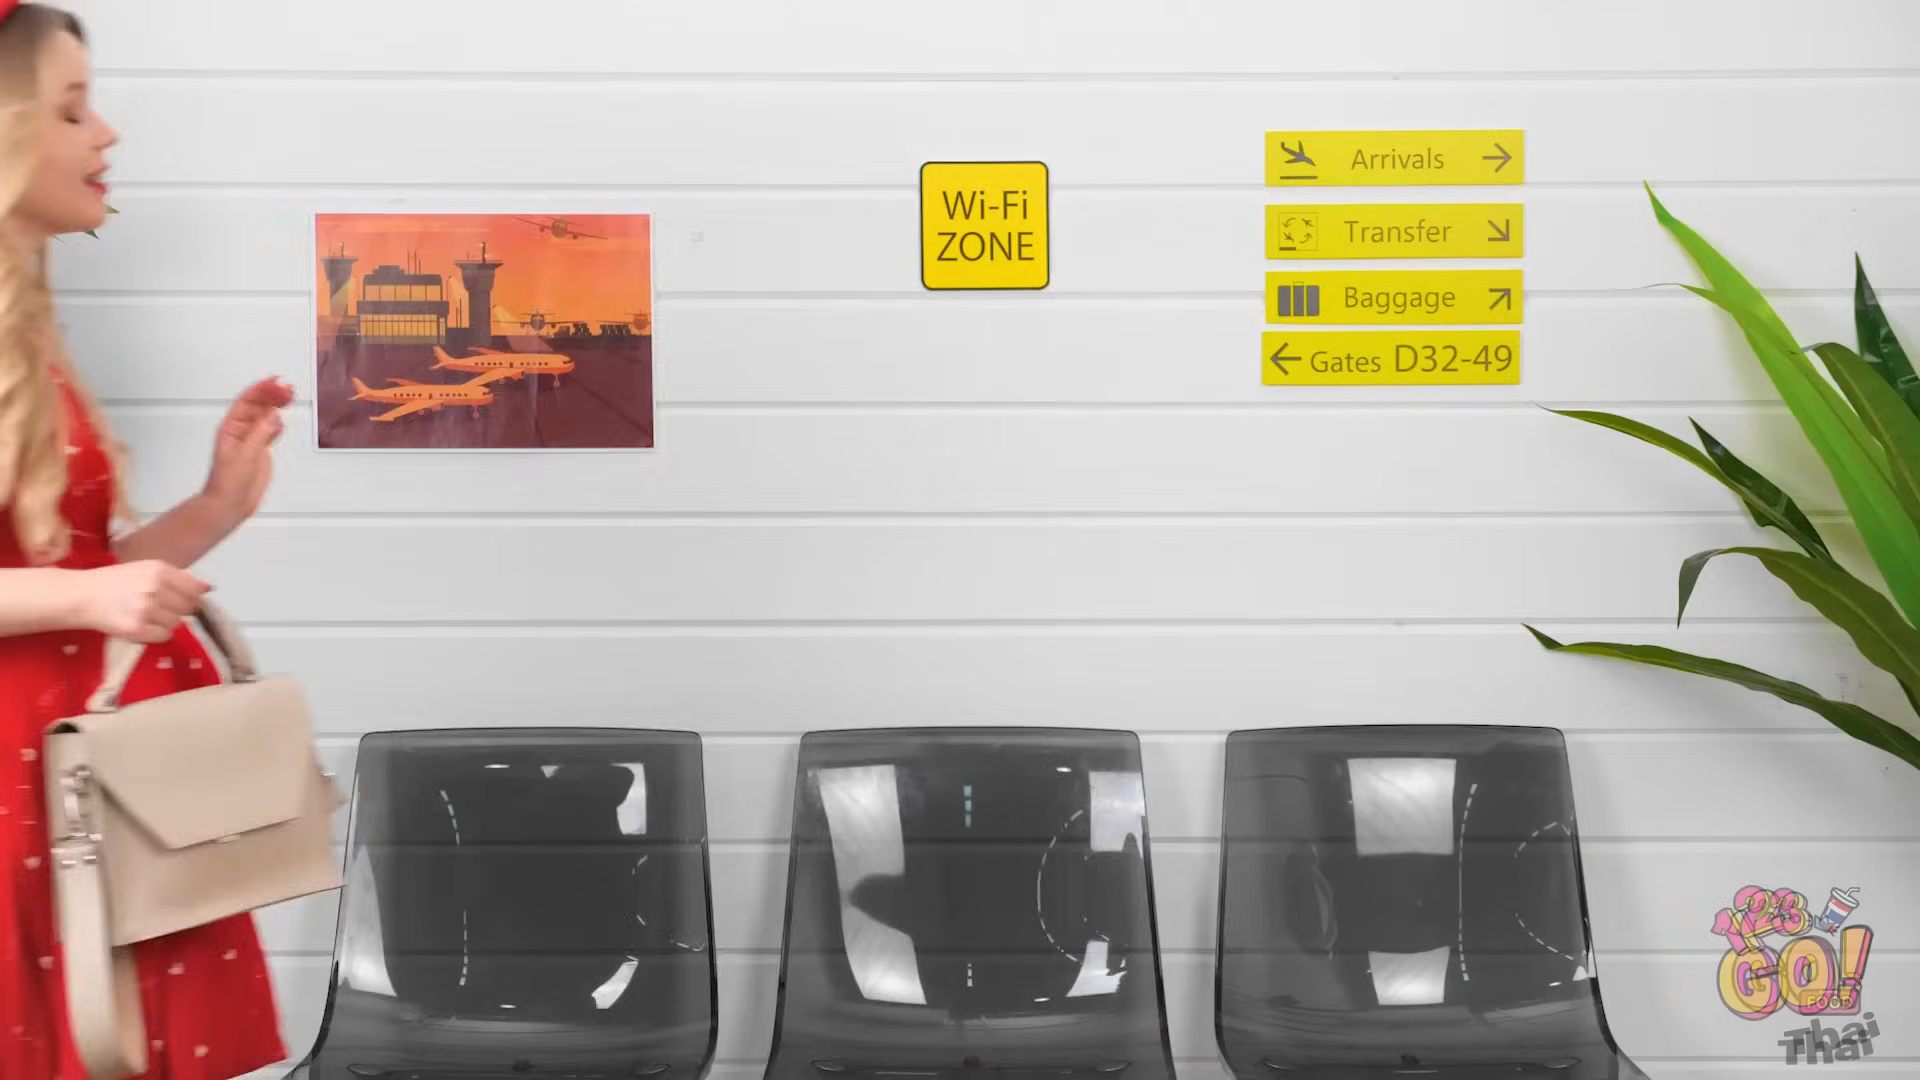 Wi-Fi
ZONE
Arrivals
Transfer
Baggage
Gates D32-49
123
GO!
FOOD
Thai